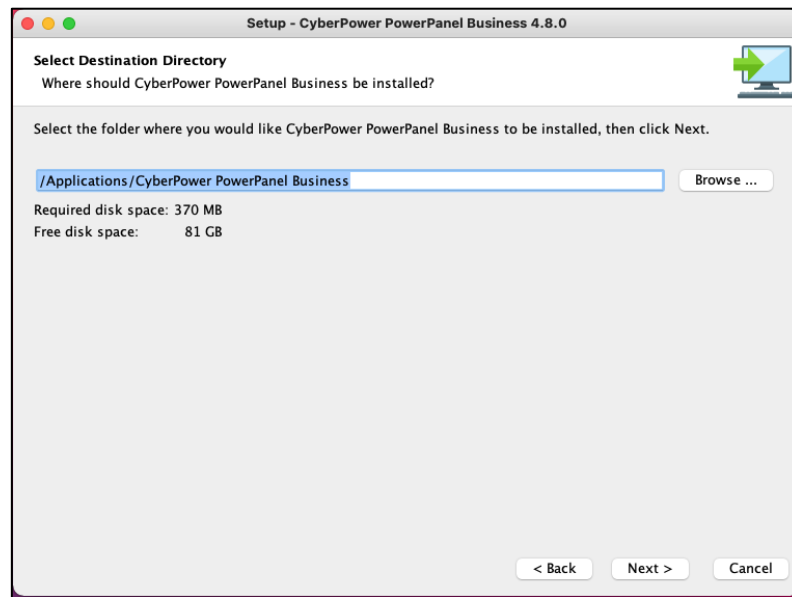 Setup - CyberPower PowerPanel Business 4.8.0
Select Destination Directory
Where should CyberPower PowerPanel Business be installed?
Select the folder where you would like CyberPower PowerPanel Business to be installed, then click Next.
/Applications/CyberPower PowerPanel Business
Browse ...
Required disk space: 370 MB
Free disk space: 81 GB
< Back Next > Cancel